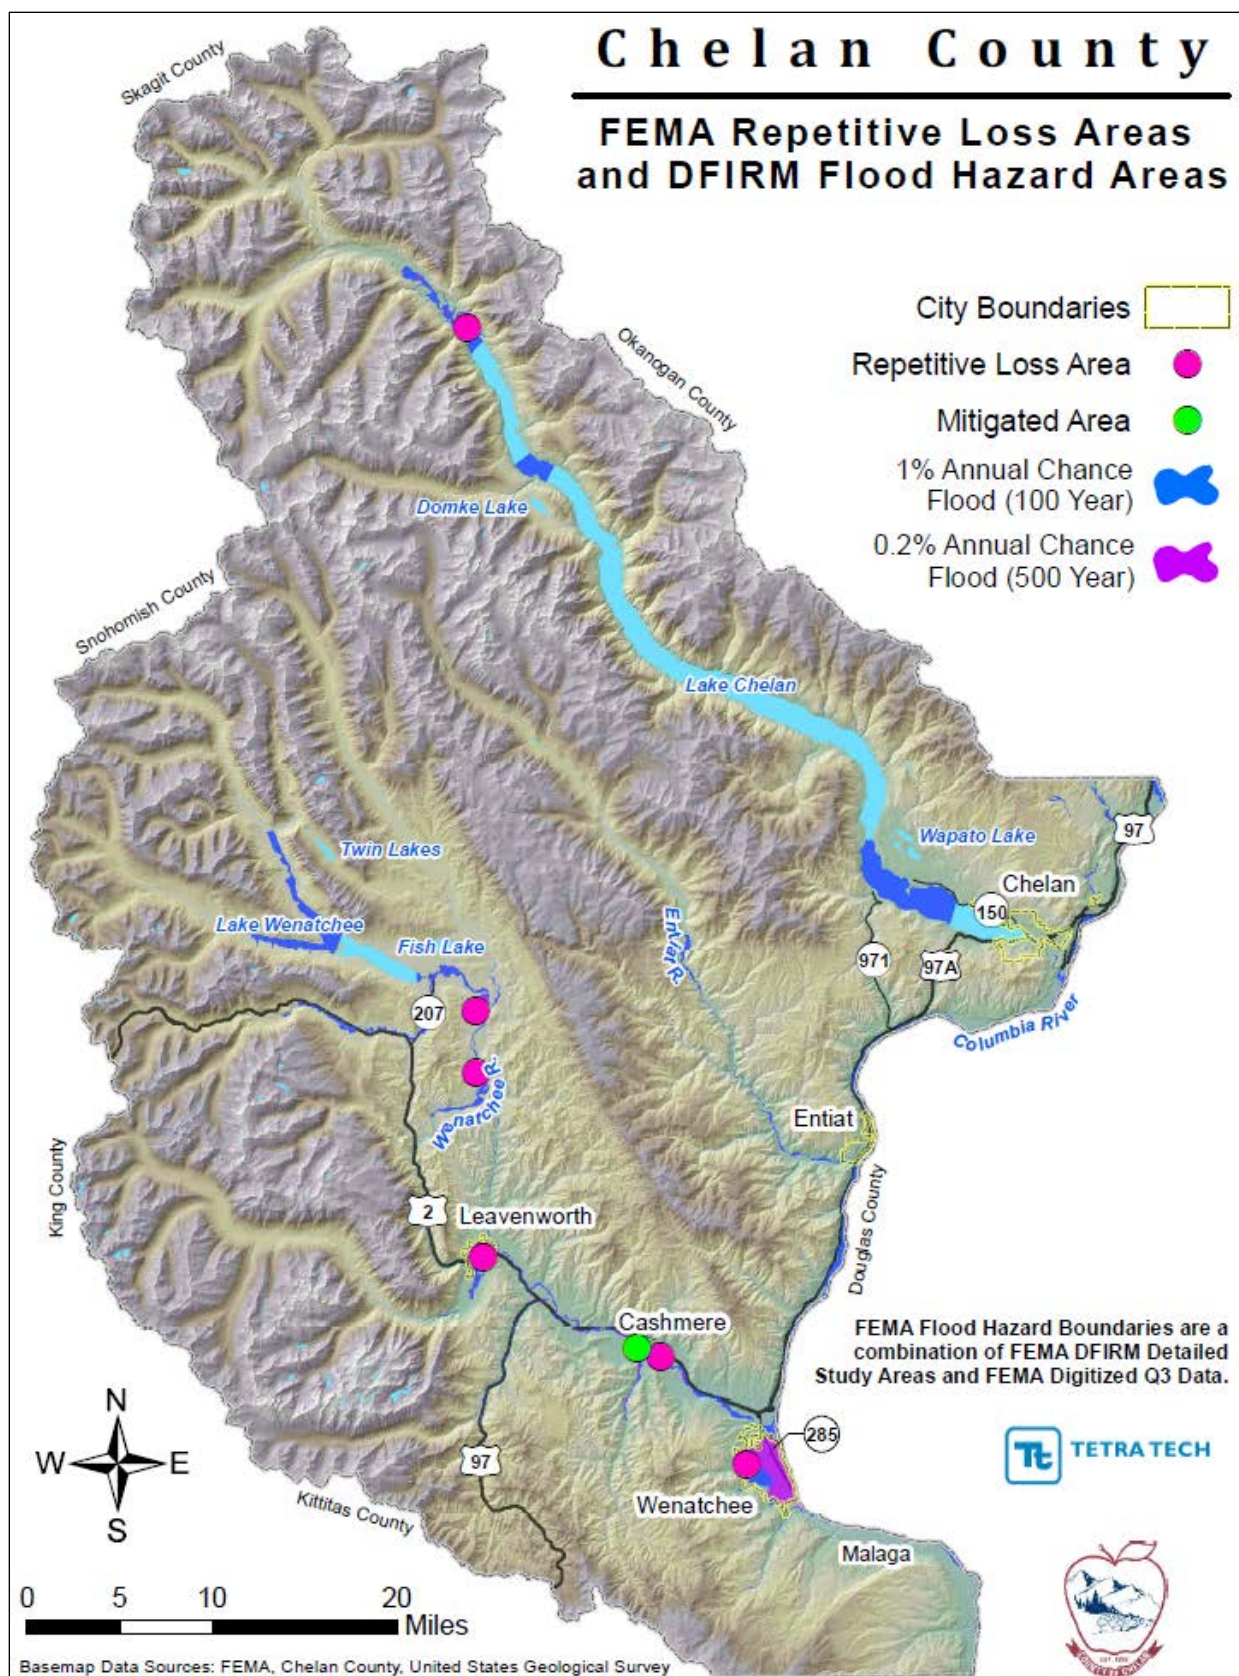 Chelan County
FEMA Repetitive Loss Areas
and DFIRM Flood Hazard Areas
Skagit County
City Boundaries
Repetitive Loss Area
Mitigated Area
1% Annual Chance
Flood (100 Year)
0.2% Annual Chance
Flood (500 Year)
Okanogan County
Domke Lake
Snohomish County
Lake Chelan
97
Wapato Lake
Twin Lakes
Chelan
150
Lake Wenatchee
Fish Lake
Entiat R.
971
97A
207
Columbia River
Wenatchee R.
Entiat
King County
2
Leavenworth
Douglas County
Cashmere
FEMA Flood Hazard Boundaries are a
combination of FEMA DFIRM Detailed
Study Areas and FEMA Digitized Q3 Data.
N
W E
S
285
97
Tt TETRA TECH
Kittitas County
Wenatchee
Malaga
0 5 10 20
Miles
Basemap Data Sources: FEMA, Chelan County, United States Geological Survey